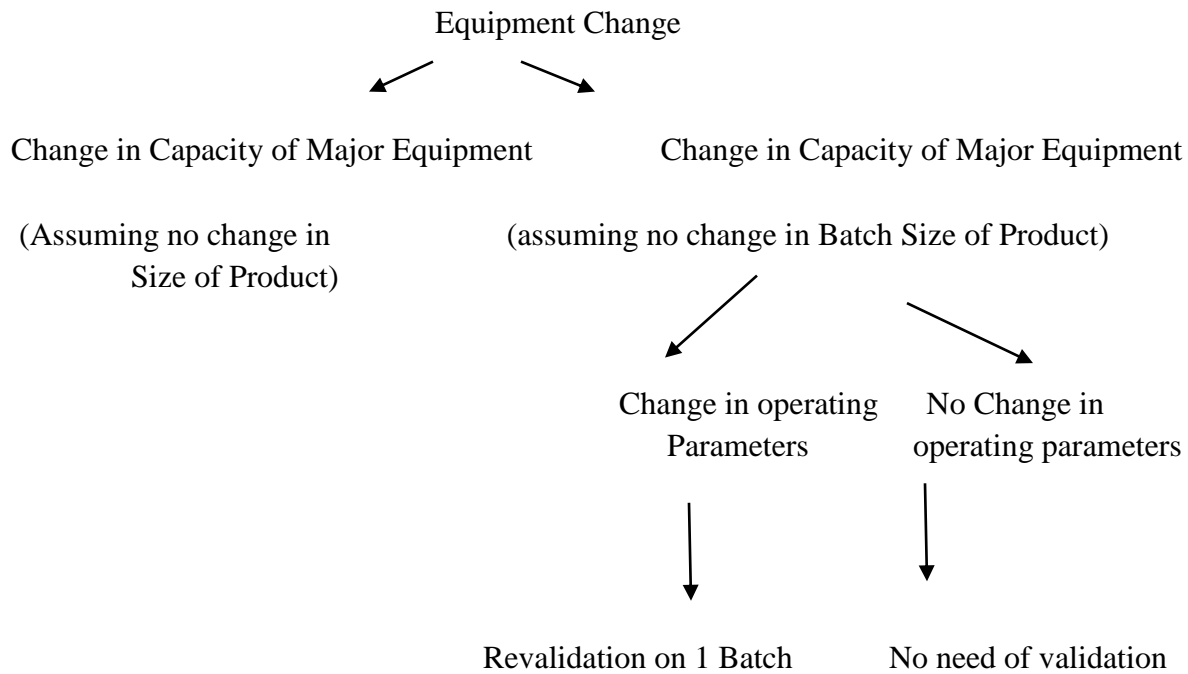 Equipment Change
Change in Capacity of Major Equipment
Change in Capacity of Major Equipment
(Assuming no change in
Size of Product)
(assuming no change in Batch Size of Product)
Change in operating
Parameters
No Change in
operating parameters
Revalidation on 1 Batch
No need of validation